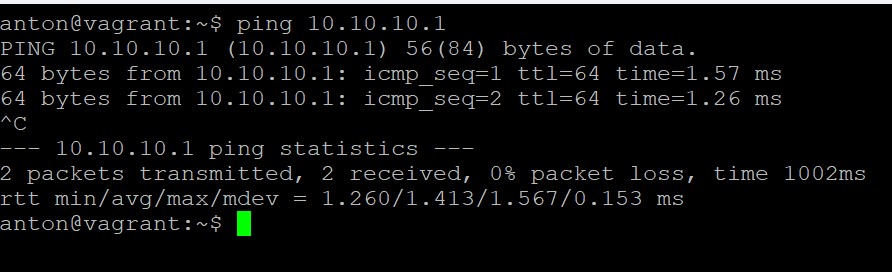 anton@vagrant:~$ ping 10.10.10.1
PING 10.10.10.1 (10.10.10.1) 56(84) bytes of data.
64 bytes from 10.10.10.1: icmp_seq=1 ttl=64 time=1.57 ms
64 bytes from 10.10.10.1: icmp_seq=2 ttl=64 time=1.26 ms
^C
--- 10.10.10.1 ping statistics ---
2 packets transmitted, 2 received, 0% packet loss, time 1002ms
rtt min/avg/max/mdev = 1.260/1.413/1.567/0.153 ms
anton@vagrant:~$